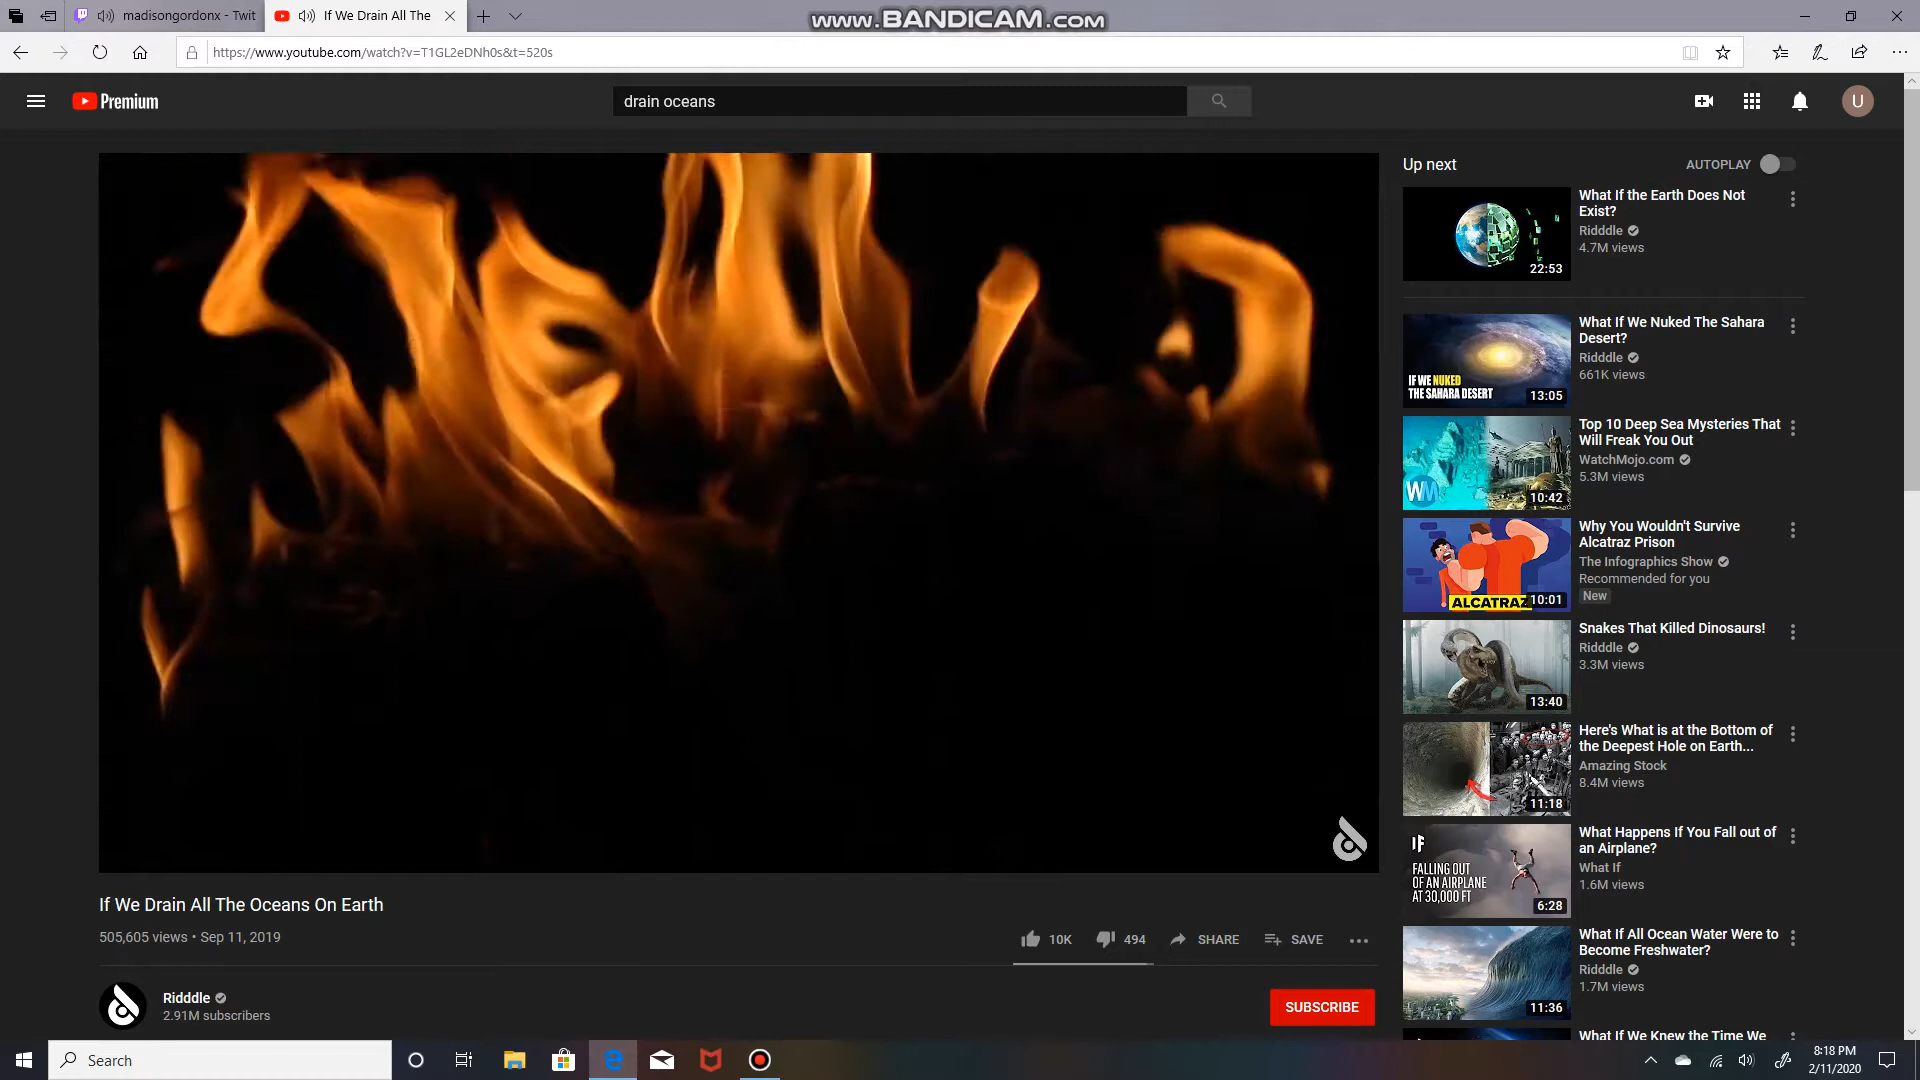 madisongordonx - Twit
If We Drain All The
www.BANDICAM.com
https://www.youtube.com/watch?v=T1GL2eDNh0s&t=520s
Premium
drain oceans
U
Up next
AUTOPLAY
What If the Earth Does Not
Exist?
Ridddle
4.7M views
22:53
What If We Nuked The Sahara
Desert?
Ridddle
661K views
IF WE NUKED
THE SAHARA DESERT
13:05
Top 10 Deep Sea Mysteries That
Will Freak You Out
WatchMojo.com
5.3M views
WM
10:42
Why You Wouldn't Survive
Alcatraz Prison
The Infographics Show
Recommended for you
New
ALCATRAZ
10:01
Snakes That Killed Dinosaurs!
Ridddle
3.3M views
13:40
Here's What is at the Bottom of
the Deepest Hole on Earth...
Amazing Stock
8.4M views
11:18
What Happens If You Fall out of
an Airplane?
What If
1.6M views
IF
FALLING OUT
OF AN AIRPLANE
AT 30,000 FT
6:28
What If All Ocean Water Were to
Become Freshwater?
Ridddle
1.7M views
11:36
What If We Knew the Time We
If We Drain All The Oceans On Earth
505,605 views • Sep 11, 2019
10K
494
SHARE
SAVE
Ridddle
2.91M subscribers
SUBSCRIBE
Search
8:18 PM
2/11/2020